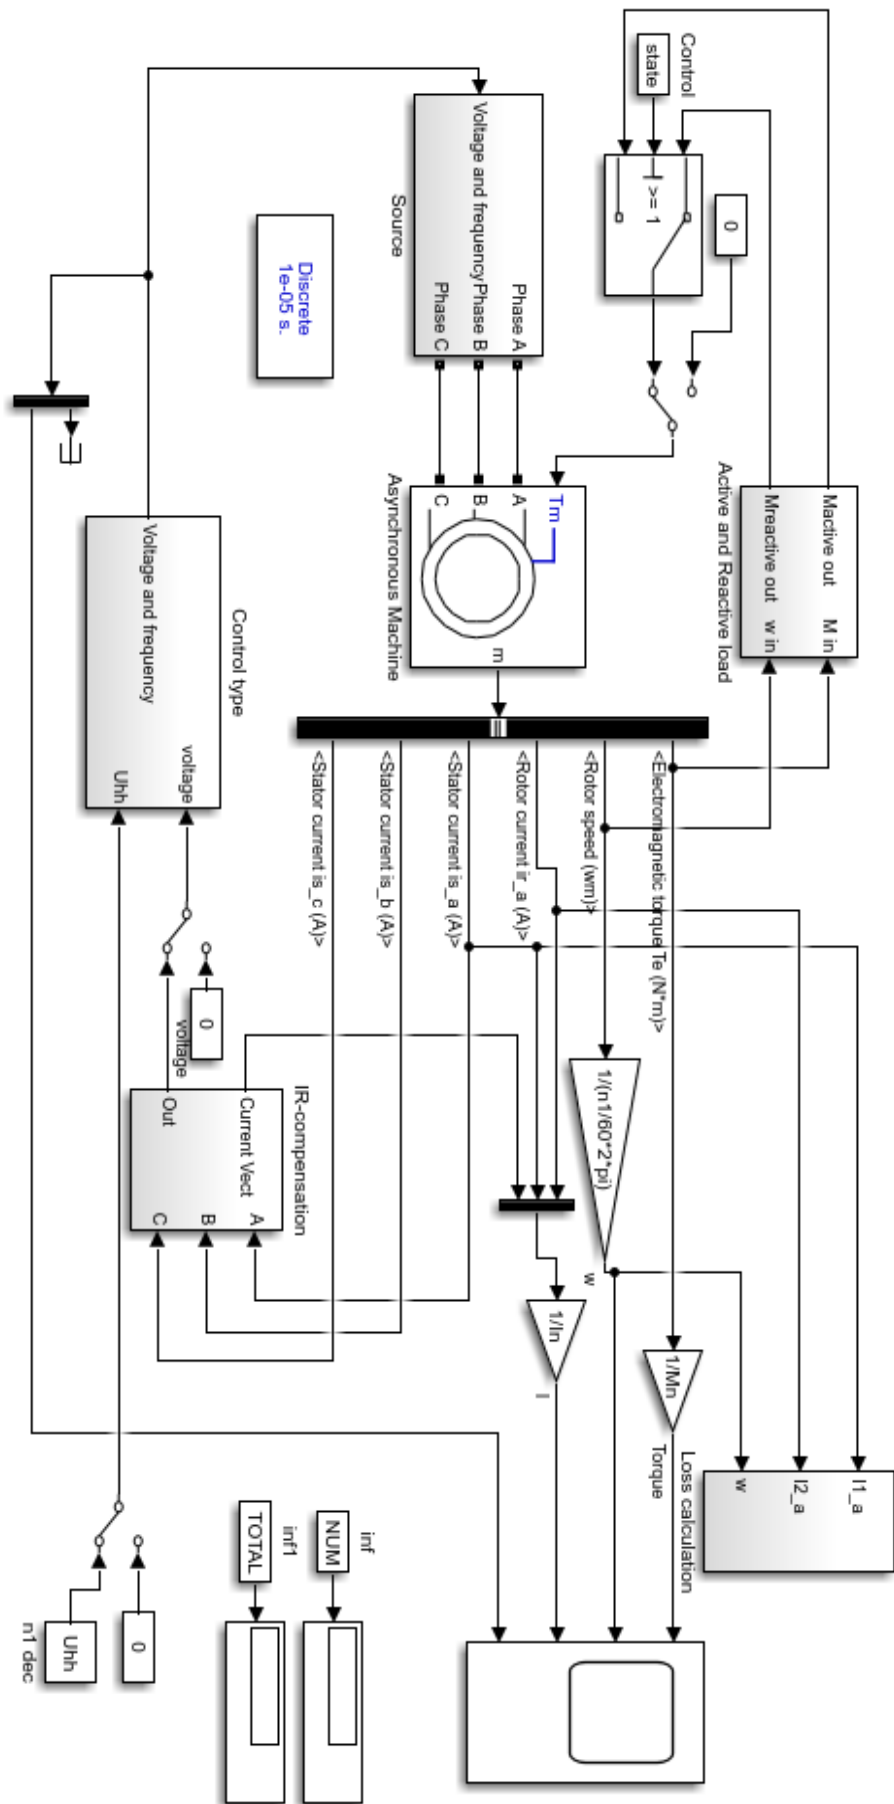 Control
state
>= 1
0
Mactive out
M in
Mreactive out
w in
Active and Reactive load
Voltage and frequency
Phase A
Phase B
Phase C
Source
Tm
A
B
C
m
Asynchronous Machine
Discrete
1e-05 s.
<Electromagnetic torque Te (N*m)>
<Rotor speed (wm)>
<Rotor current ir_a (A)>
<Stator current is_a (A)>
<Stator current is_b (A)>
<Stator current is_c (A)>
1/(n1/60*2*pi)
w
1/In
I
1/Mn
Torque
I1_a
I2_a
w
Loss calculation
Control type
Voltage and frequency
voltage
Uhh
0
voltage
IR-compensation
Current Vect
Out
A
B
C
inf
NUM
inf1
TOTAL
0
Uhh
n1 dec